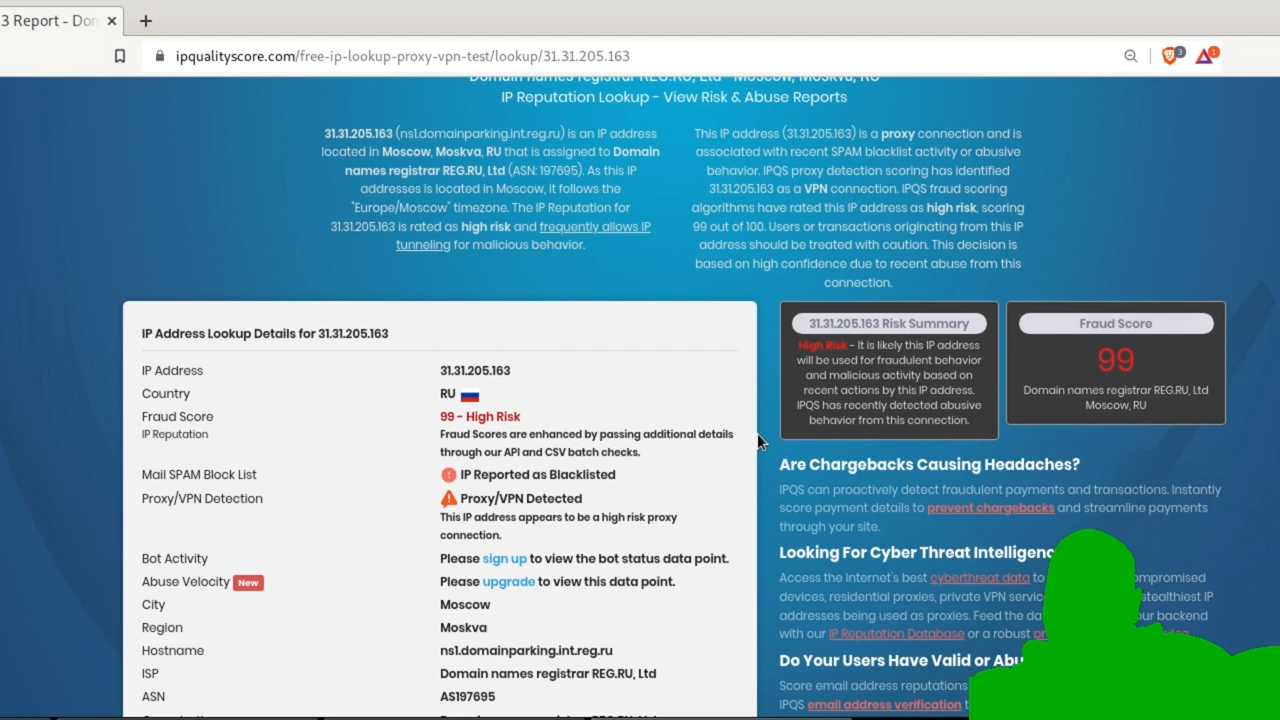 3 Report - Don
ipqualityscore.com/free-ip-lookup-proxy-vpn-test/lookup/31.31.205.163
3
1
Domain names registrar REG.RU, Ltd - Moscow, Moskva, RU
IP Reputation Lookup - View Risk & Abuse Reports
31.31.205.163 (ns1.domainparking.int.reg.ru) is an IP address
located in Moscow, Moskva, RU that is assigned to Domain
names registrar REG.RU, Ltd (ASN: 197695). As this IP
addresses is located in Moscow, it follows the
"Europe/Moscow" timezone. The IP Reputation for
31.31.205.163 is rated as high risk and frequently allows IP
tunneling for malicious behavior.
This IP address (31.31.205.163) is a proxy connection and is
associated with recent SPAM blacklist activity or abusive
behavior. IPQS proxy detection scoring has identified
31.31.205.163 as a VPN connection. IPQS fraud scoring
algorithms have rated this IP address as high risk, scoring
99 out of 100. Users or transactions originating from this IP
address should be treated with caution. This decision is
based on high confidence due to recent abuse from this
connection.
IP Address Lookup Details for 31.31.205.163
IP Address 31.31.205.163
Country RU
Fraud Score 99 - High Risk
IP Reputation Fraud Scores are enhanced by passing additional details
through our API and CSV batch checks.
Mail SPAM Block List IP Reported as Blacklisted
Proxy/VPN Detection Proxy/VPN Detected
This IP address appears to be a high risk proxy
connection.
Bot Activity Please sign up to view the bot status data point.
Abuse Velocity New Please upgrade to view this data point.
City Moscow
Region Moskva
Hostname ns1.domainparking.int.reg.ru
ISP Domain names registrar REG.RU, Ltd
ASN AS197695
31.31.205.163 Risk Summary
High Risk - It is likely this IP address
will be used for fraudulent behavior
and malicious activity based on
recent actions by this IP address.
IPQS has recently detected abusive
behavior from this connection.
Fraud Score
99
Domain names registrar REG.RU, Ltd
Moscow, RU
Are Chargebacks Causing Headaches?
IPQS can proactively detect fraudulent payments and transactions. Instantly
score payment details to prevent chargebacks and streamline payments
through your site.
Looking For Cyber Threat Intelligenc
Access the Internet's best cyberthreat data to ompromised
devices, residential proxies, private VPN servic stealthiest IP
addresses being used as proxies. Feed the da our backend
with our IP Reputation Database or a robust pr
Do Your Users Have Valid or Abu
Score email address reputations
IPQS email address verification t